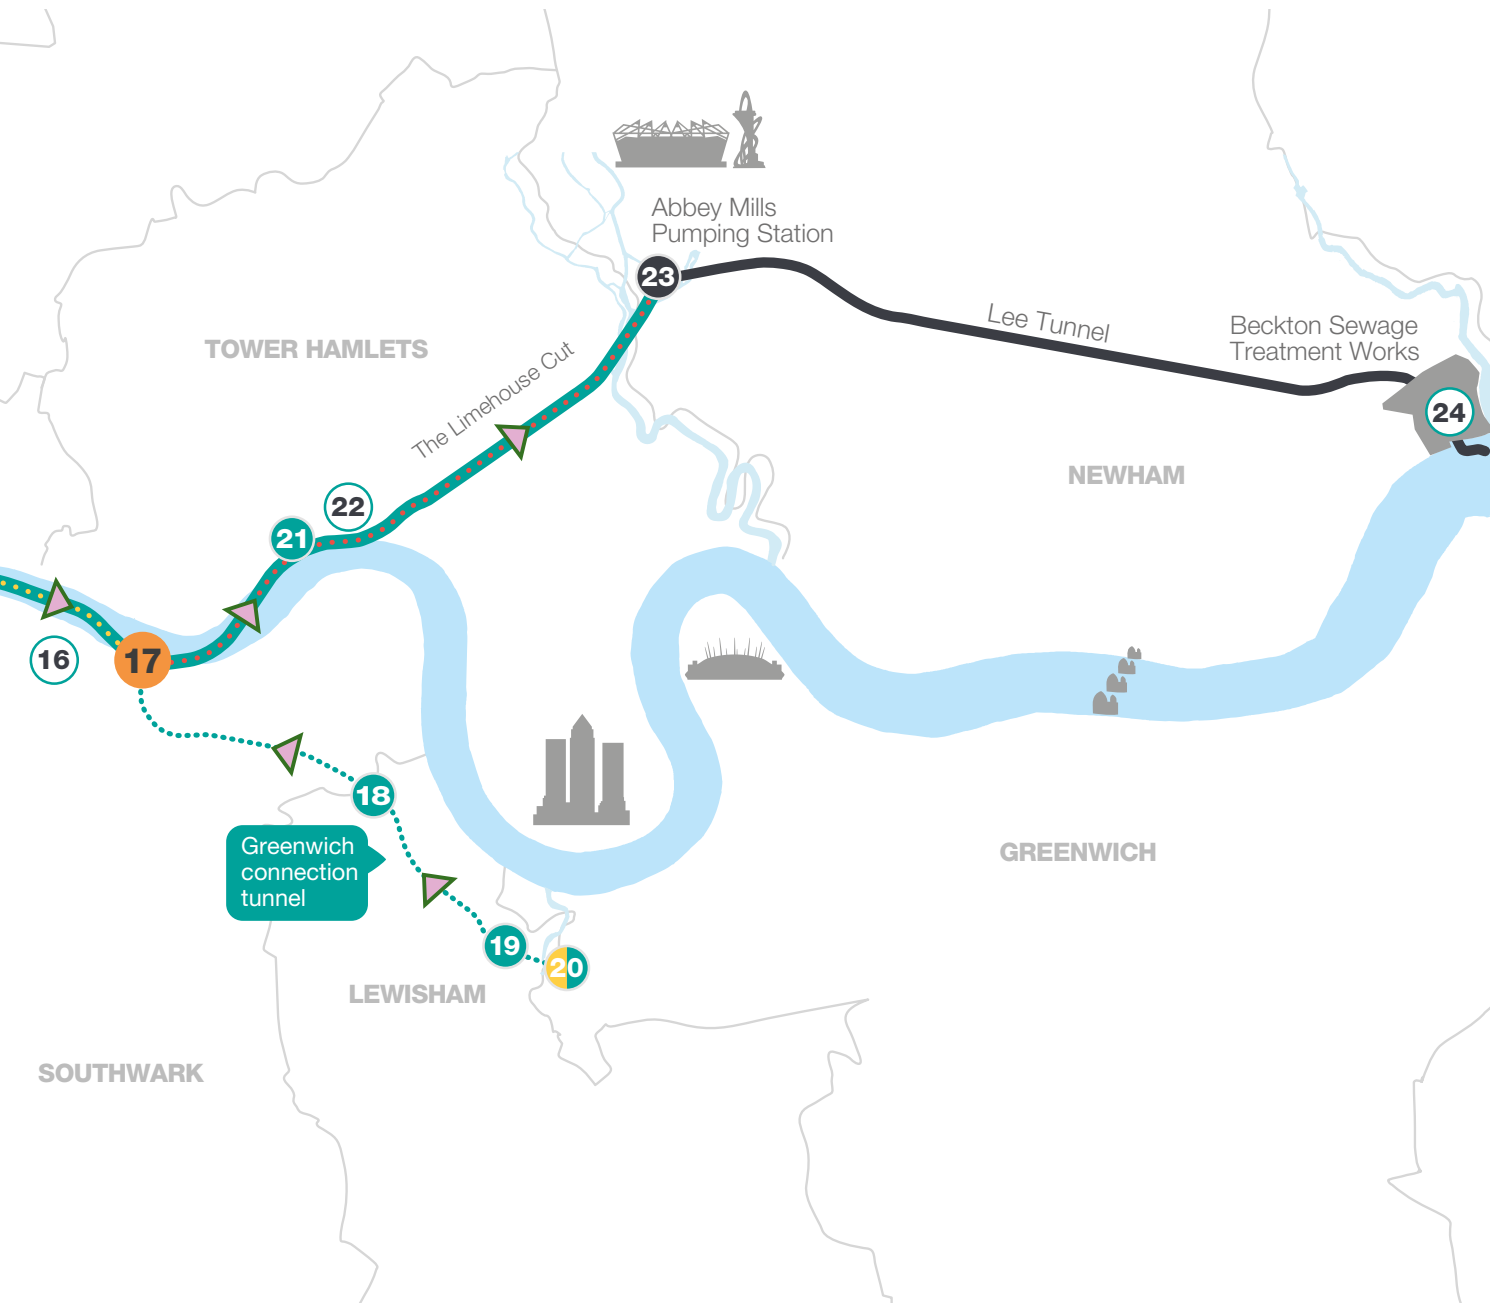 Abbey Mills
Pumping Station
23
Lee Tunnel
Beckton Sewage
Treatment Works
24
TOWER HAMLETS
The Limehouse Cut
NEWHAM
22
21
16
17
18
Greenwich
connection
tunnel
GREENWICH
19
20
LEWISHAM
SOUTHWARK